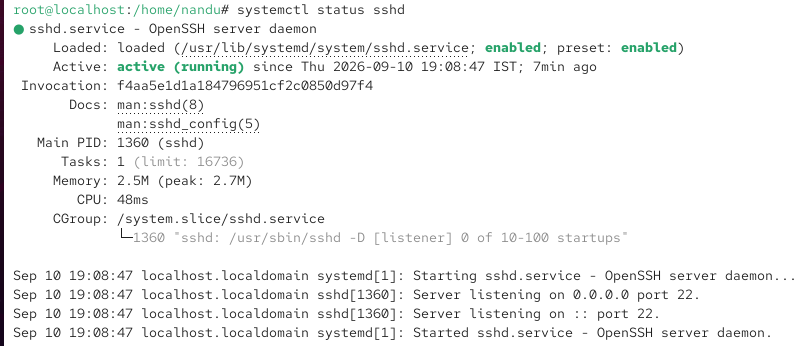 root@localhost:/home/nandu# systemctl status sshd
● sshd.service - OpenSSH server daemon
     Loaded: loaded (/usr/lib/systemd/system/sshd.service; enabled; preset: enabled)
     Active: active (running) since Thu 2026-09-10 19:08:47 IST; 7min ago
 Invocation: f4aa5e1d1a184796951cf2c0850d97f4
       Docs: man:sshd(8)
             man:sshd_config(5)
   Main PID: 1360 (sshd)
      Tasks: 1 (limit: 16736)
     Memory: 2.5M (peak: 2.7M)
        CPU: 48ms
     CGroup: /system.slice/sshd.service
             └─1360 "sshd: /usr/sbin/sshd -D [listener] 0 of 10-100 startups"

Sep 10 19:08:47 localhost.localdomain systemd[1]: Starting sshd.service - OpenSSH server daemon...
Sep 10 19:08:47 localhost.localdomain sshd[1360]: Server listening on 0.0.0.0 port 22.
Sep 10 19:08:47 localhost.localdomain sshd[1360]: Server listening on :: port 22.
Sep 10 19:08:47 localhost.localdomain systemd[1]: Started sshd.service - OpenSSH server daemon.